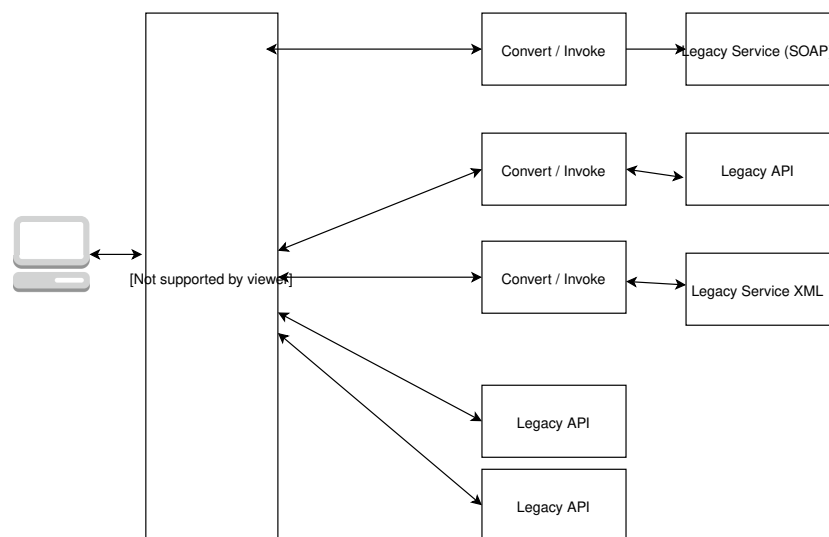 Convert / Invoke
Legacy Service (SOAP
Convert / Invoke
Legacy API
[Not supported by viewer]
Convert / Invoke
Legacy Service XML
Legacy API
Legacy API